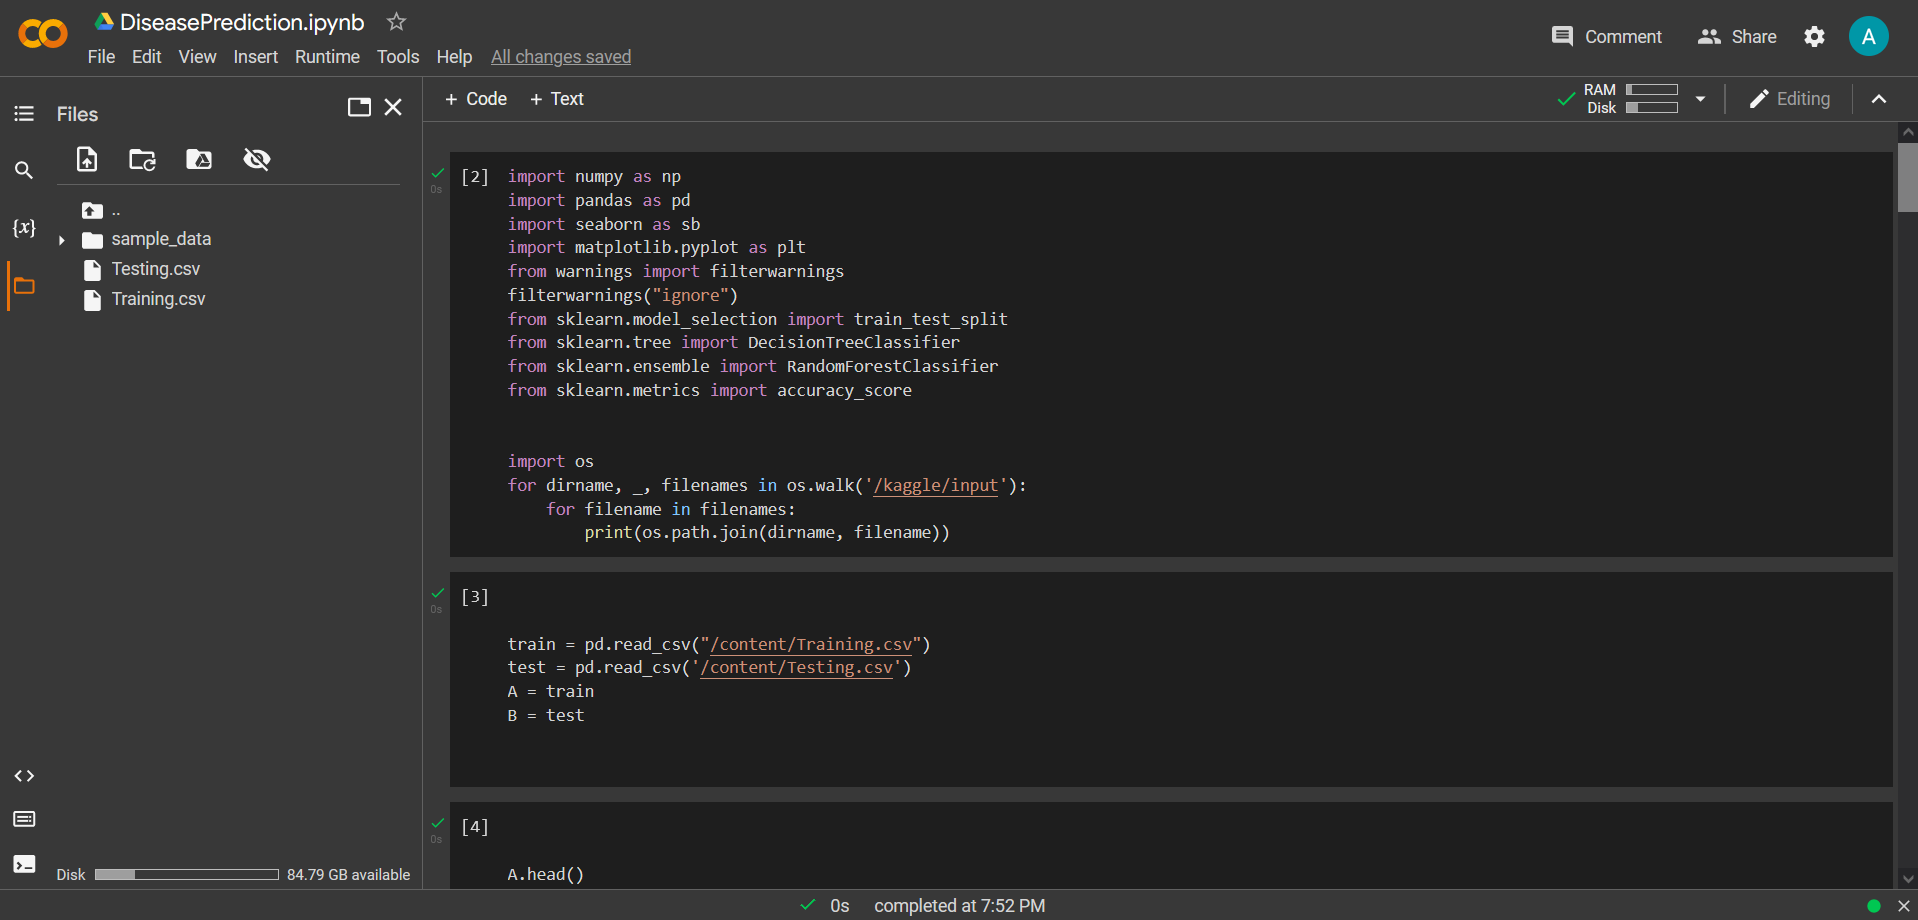 DiseasePrediction.ipynb
File Edit View Insert Runtime Tools Help All changes saved
Comment
Share
A
Files
..
sample_data
Testing.csv
Training.csv
{x}
Disk 84.79 GB available
+ Code + Text
RAM
Disk
Editing
0s
[2] import numpy as np
import pandas as pd
import seaborn as sb
import matplotlib.pyplot as plt
from warnings import filterwarnings
filterwarnings("ignore")
from sklearn.model_selection import train_test_split
from sklearn.tree import DecisionTreeClassifier
from sklearn.ensemble import RandomForestClassifier
from sklearn.metrics import accuracy_score
import os
for dirname, _, filenames in os.walk('/kaggle/input'):
    for filename in filenames:
        print(os.path.join(dirname, filename))
0s
[3]
train = pd.read_csv("/content/Training.csv")
test = pd.read_csv('/content/Testing.csv')
A = train
B = test
0s
[4]
A.head()
0s completed at 7:52 PM